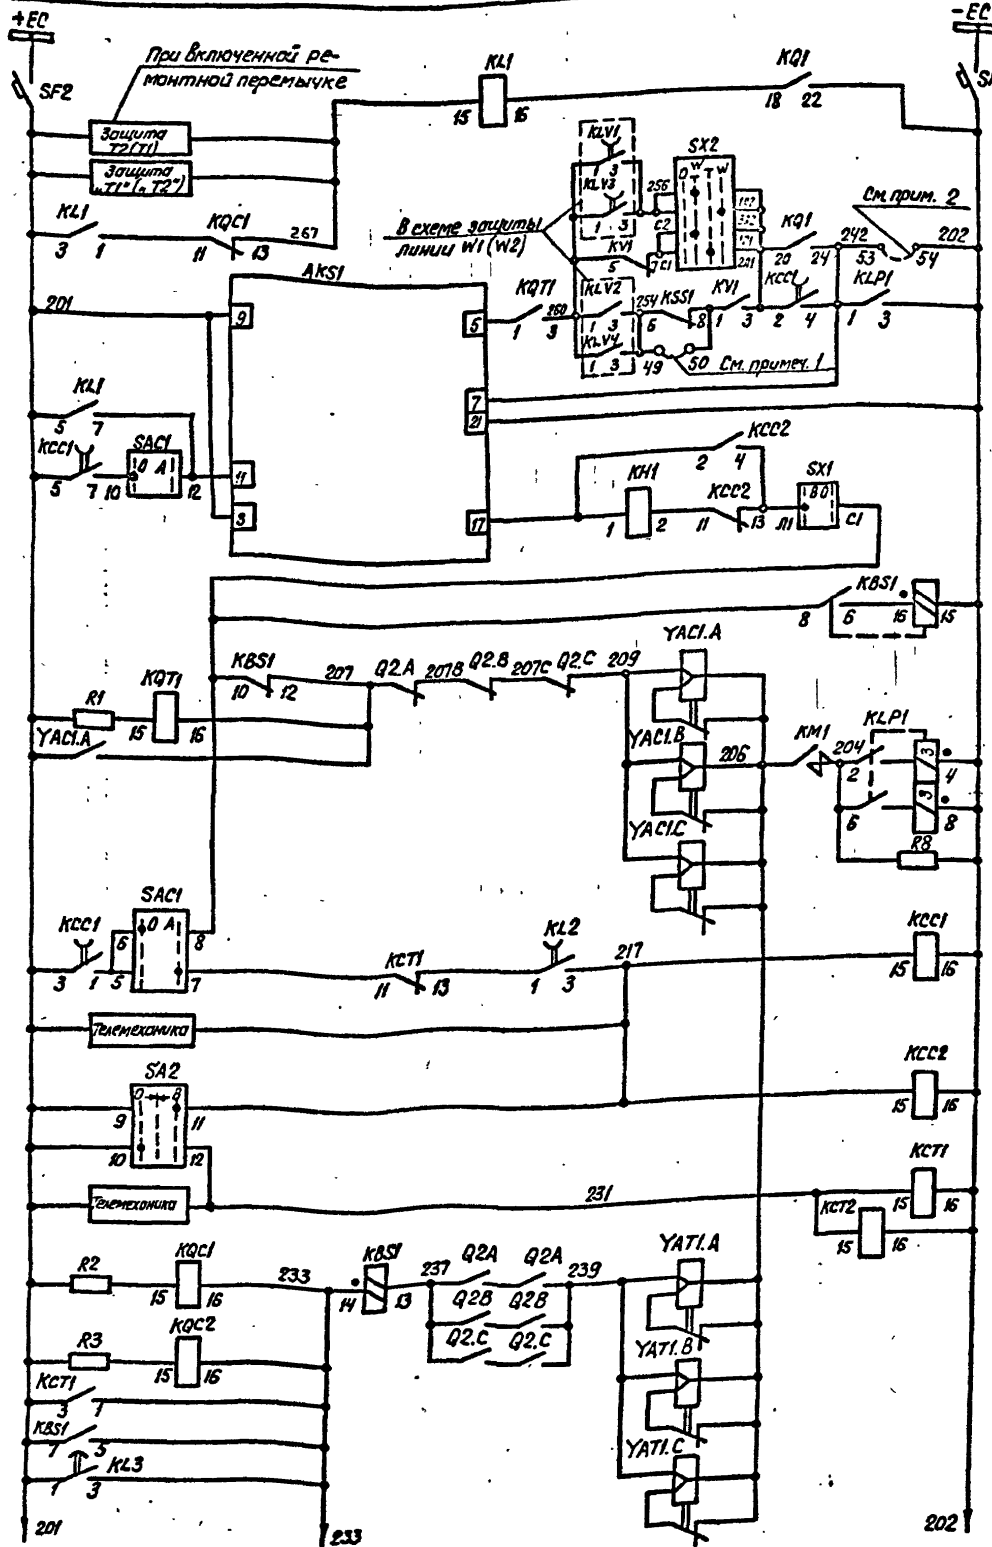 +EC
-EC
SF2
При включенной ре-
монтной перемычке
KL1
15 16
KQ1
18 22
Защита
T2(T1)
Защита
„T1"(„T2")
KL1
3 1
KQC1
11 13
267
KLV1
1 3
KLV3
1 3
256
SX2
О W Т W
С2
В схеме защиты
линии W1 (W2)
KV1
5 7
С1
KQ1
20 24
См. прим. 2
242 202
53 54
201
AKS1
9
5
KQT1
1 3
260
KLV2
1 3
254
KSS1
6 8
KV1
1 3
KCC1
2 4
KLP1
1 3
KLV4
1 3
49 50
См. примеч. 1
7
21
KL1
5 7
KCC1
5 7
SAC1
О А
10 12
11
3
17
KCC2
2 4
KH1
1 2
KCC2
11 13
SX1
В О
Л1 С1
KBS1
8 6 16 15
YAC1.A
KBS1
10 12
207
Q2.A
207B
Q2.B
207C
Q2.C
209
R1
KQT1
15 16
YAC1.A
YAC1.B
206
KM1
204
KLP1
2 4
6 8
R8
YAC1.C
KCC1
3 1
SAC1
О А
6 8
5 7
KCT1
11 13
KL2
1 3
217
KCC1
15 16
Телемеханика
SA2
О В
9 11
10 12
KCC2
15 16
Телемеханика
231
KCT1
15 16
KCT2
15 16
R2
KQC1
15 16
233
KBS1
14 13
237
Q2A Q2A
239
Q2B Q2B
Q2.C Q2.C
YAT1.A
R3
KQC2
15 16
YAT1.B
KCT1
3 1
KBS1
7 5
KL3
1 3
YAT1.C
201
233
202